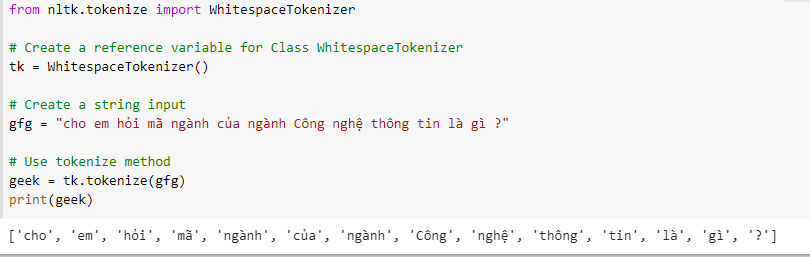 from nltk.tokenize import WhitespaceTokenizer
# Create a reference variable for Class WhitespaceTokenizer
tk = WhitespaceTokenizer()
# Create a string input
gfg = "cho em hỏi mã ngành của ngành Công nghệ thông tin là gì ?"
# Use tokenize method
geek = tk.tokenize(gfg)
print(geek)
['cho', 'em', 'hỏi', 'mã', 'ngành', 'của', 'ngành', 'Công', 'nghệ', 'thông', 'tin', 'là', 'gì', '?']